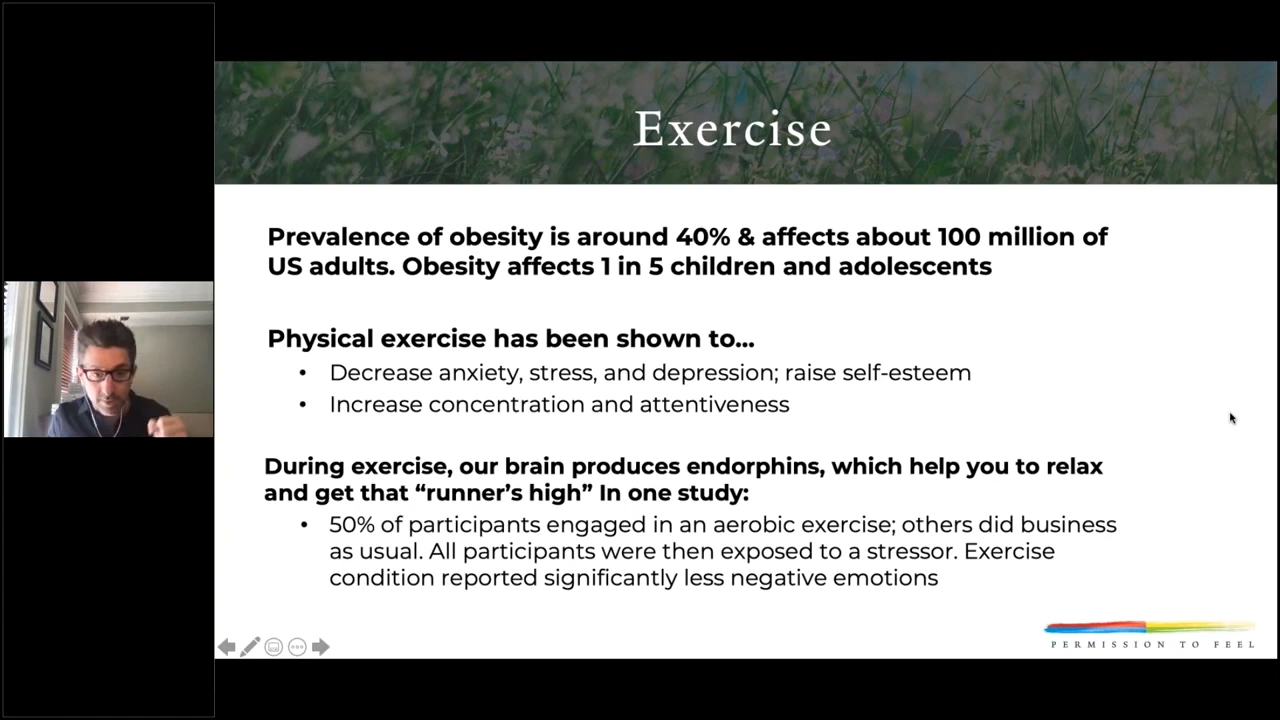 Exercise
Prevalence of obesity is around 40% & affects about 100 million of
US adults. Obesity affects 1 in 5 children and adolescents
Physical exercise has been shown to...
• Decrease anxiety, stress, and depression; raise self-esteem
• Increase concentration and attentiveness
During exercise, our brain produces endorphins, which help you to relax
and get that “runner’s high” In one study:
• 50% of participants engaged in an aerobic exercise; others did business
as usual. All participants were then exposed to a stressor. Exercise
condition reported significantly less negative emotions
PERMISSION TO FEEL